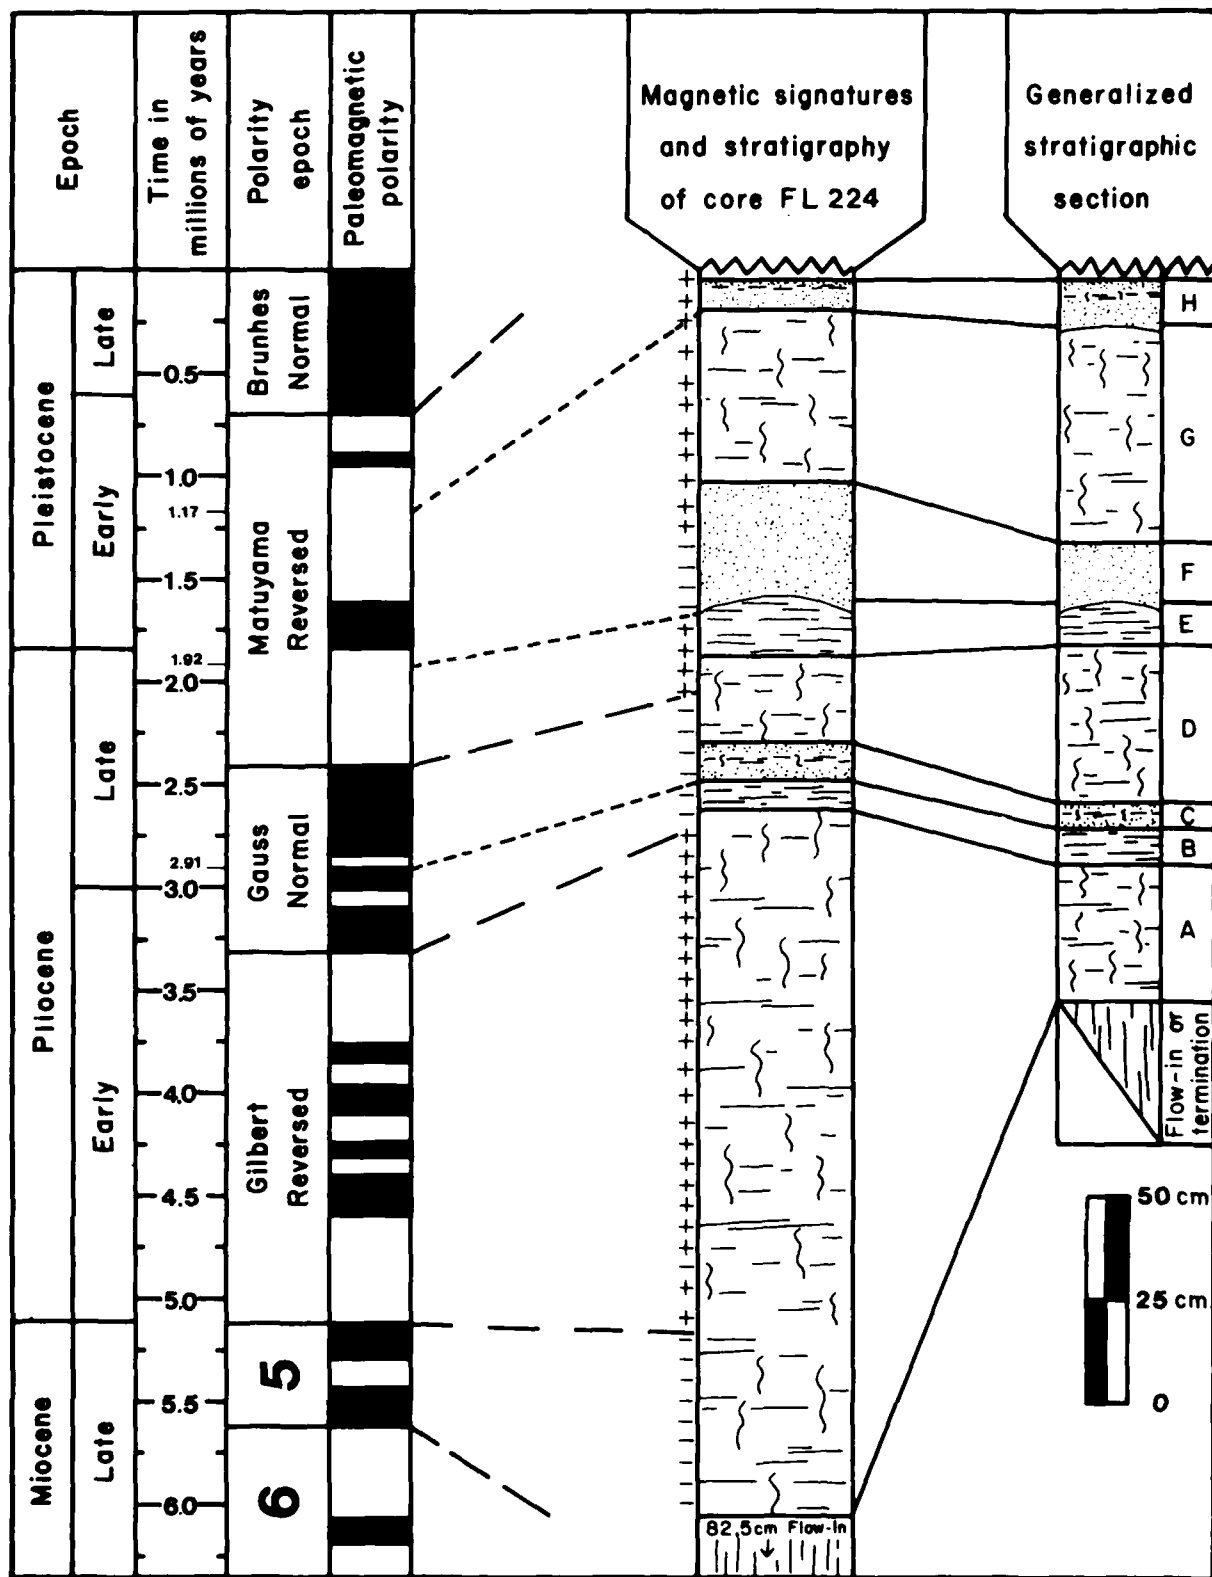 Epoch
Time in
millions of years
Polarity
epoch
Paleomagnetic
polarity
Magnetic signatures
and stratigraphy
of core FL 224
Generalized
stratigraphic
section
Pleistocene
Late
Early
Pliocene
Late
Early
Miocene
Late
0.5
1.0
1.17
1.5
1.92
2.0
2.5
2.91
3.0
3.5
4.0
4.5
5.0
5.5
6.0
Brunhes
Normal
Matuyama
Reversed
Gauss
Normal
Gilbert
Reversed
5
6
82.5cm Flow-In
H
G
F
E
D
C
B
A
Flow-in or
termination
50 cm
25 cm
0